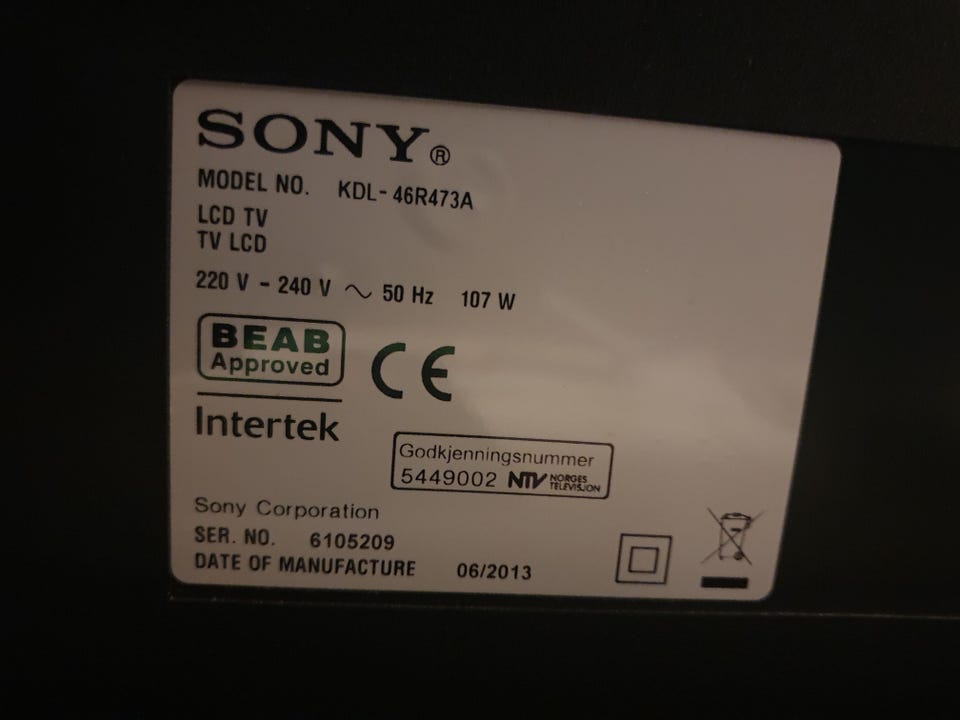 SONY®
MODEL NO. KDL-46R473A
LCD TV
TV LCD
220 V - 240 V ~ 50 Hz 107 W
BEAB
Approved
CE
Intertek
Godkjenningsnummer
5449002 NTV NORGES
TELEVISJON
Sony Corporation
SER. NO. 6105209
DATE OF MANUFACTURE 06/2013